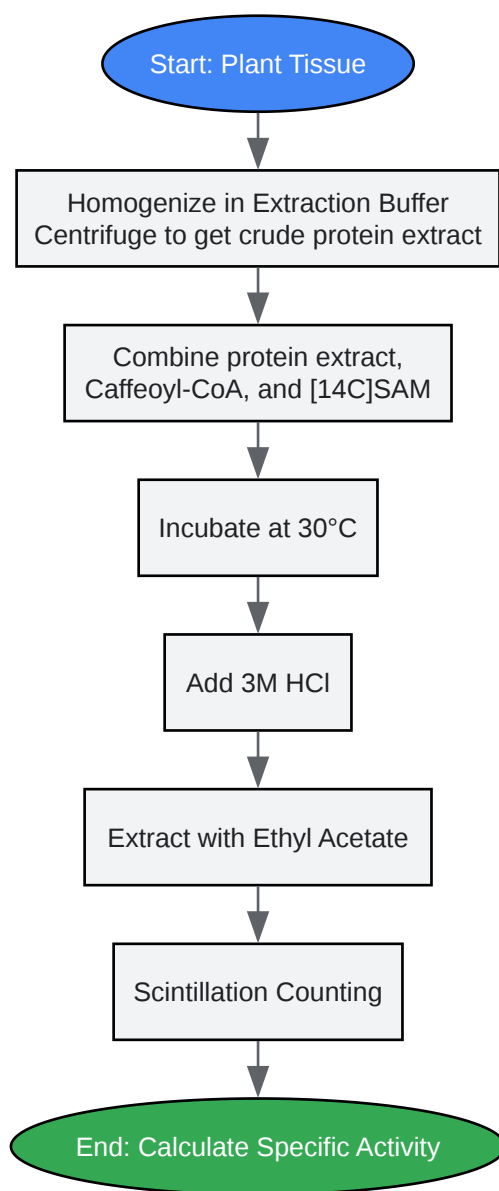 Start: Plant Tissue
Homogenize in Extraction Buffer
Centrifuge to get crude protein extract
Combine protein extract,
Caffeoyl-CoA, and [14C]SAM
Incubate at 30°C
Add 3M HCl
Extract with Ethyl Acetate
Scintillation Counting
End: Calculate Specific Activity